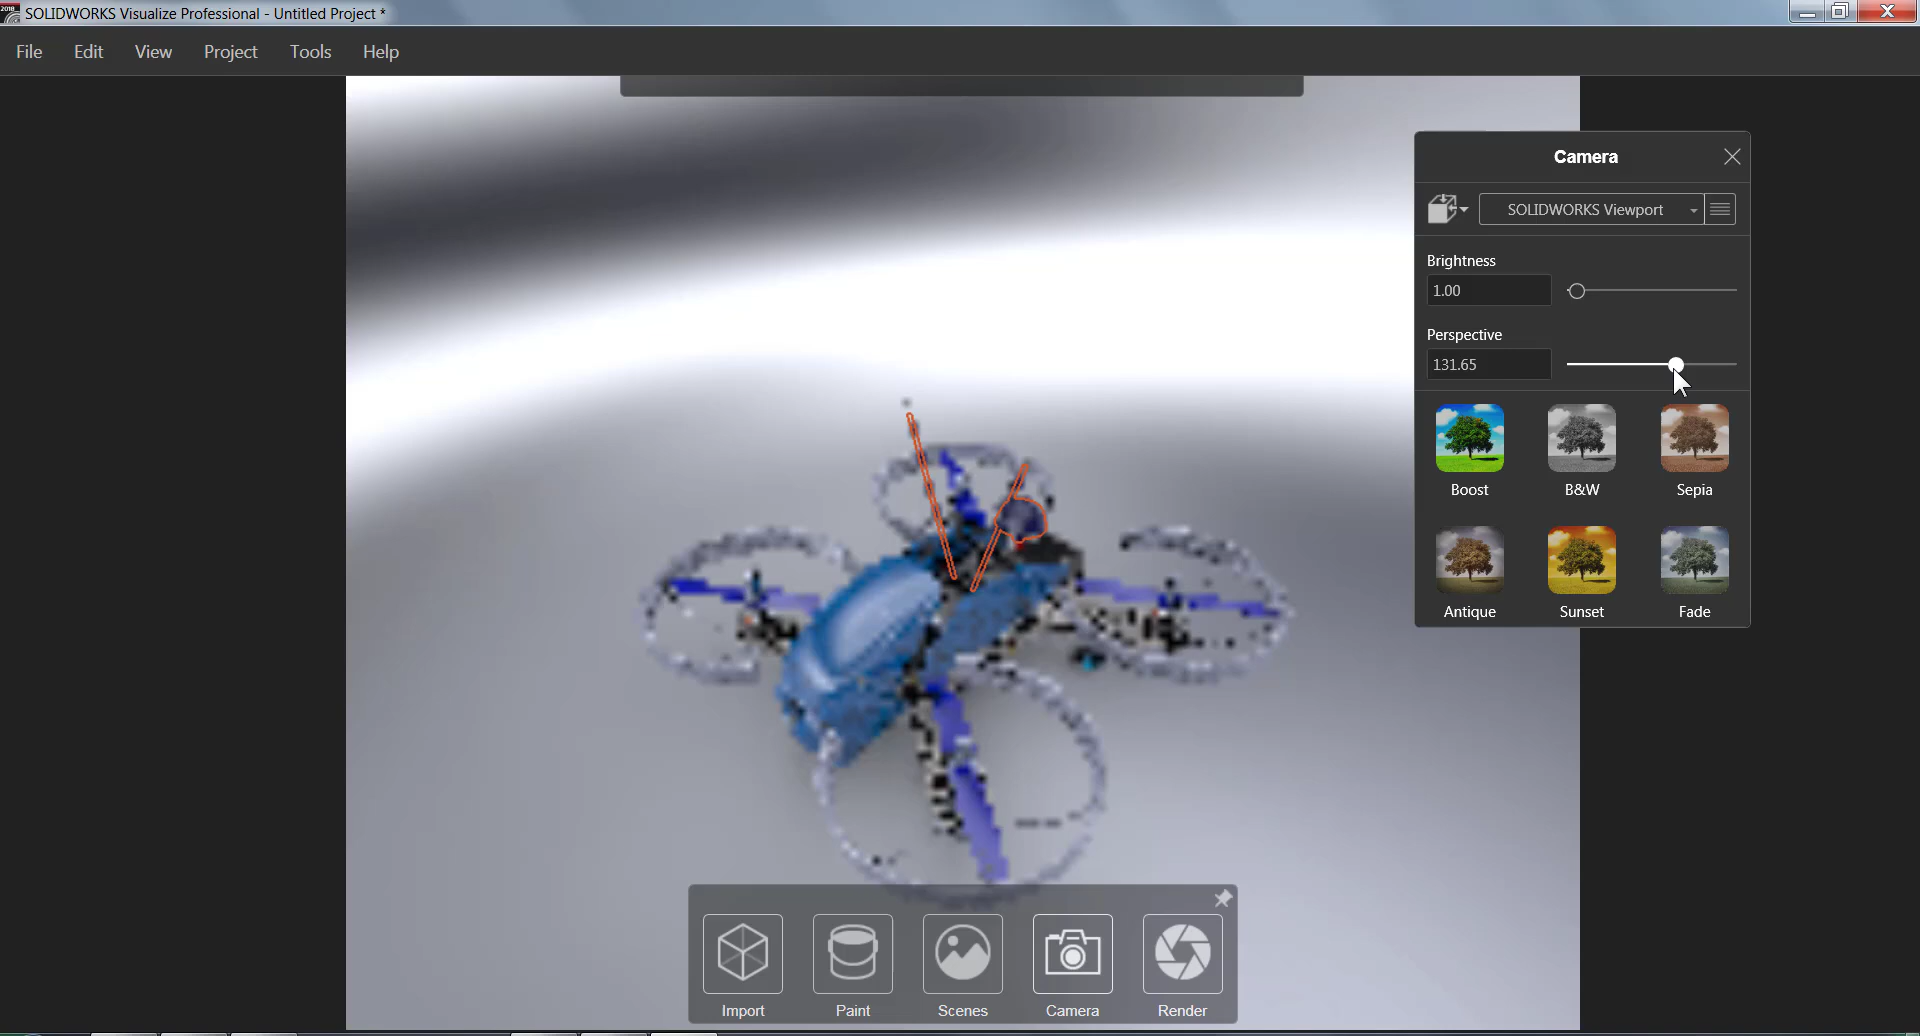 2018
SOLIDWORKS Visualize Professional - Untitled Project *
File Edit View Project Tools Help
Camera
SOLIDWORKS Viewport
Brightness
1.00
Perspective
131.65
Boost B&W Sepia
Antique Sunset Fade
Import Paint Scenes Camera Render